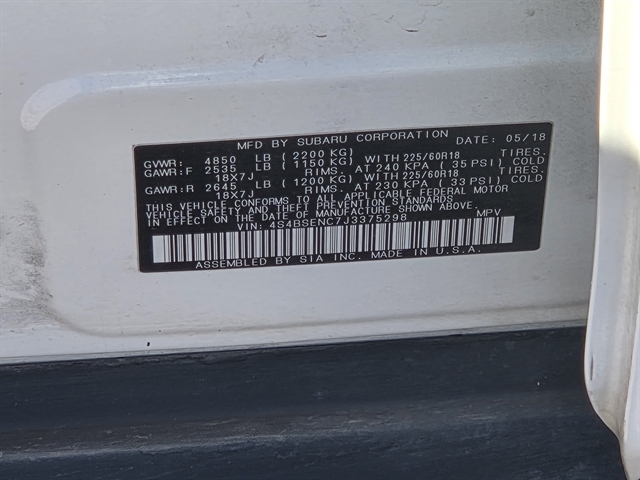 MFD BY SUBARU CORPORATION DATE: 05/18
GVWR: 4850 LB (2200 KG) TIRES.
GAWR:F 2535 LB (1150 KG) WITH 225/60R18
18X7J RIMS. AT 240 KPA (35 PSI) COLD
GAWR:R 2645 LB (1200 KG) WITH 225/60R18 TIRES.
18X7J RIMS. AT 230 KPA (33 PSI) COLD
THIS VEHICLE CONFORMS TO ALL APPLICABLE FEDERAL MOTOR
VEHICLE SAFETY AND THEFT PREVENTION STANDARDS
IN EFFECT ON THE DATE OF MANUFACTURE SHOWN ABOVE.
VIN: 4S4BSENC7J3375298 MPV
ASSEMBLED BY SIA INC. MADE IN U.S.A.